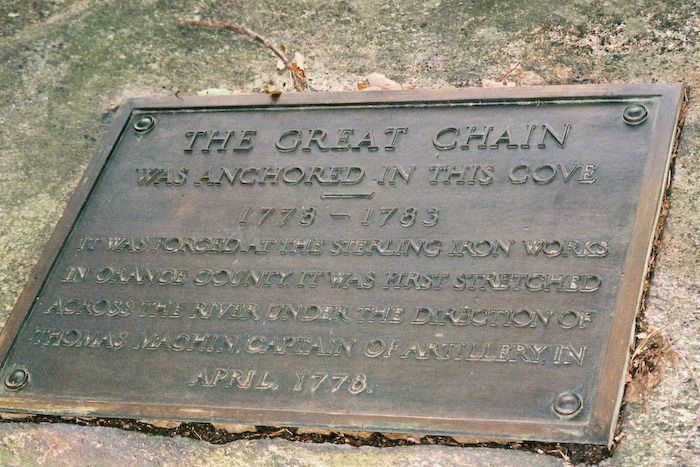 THE GREAT CHAIN
WAS ANCHORED IN THIS COVE
1778 - 1783
IT WAS FORGED AT THE STERLING IRON WORKS
IN ORANGE COUNTY. IT WAS FIRST STRETCHED
ACROSS THE RIVER UNDER THE DIRECTION OF
THOMAS MACHIN, CAPTAIN OF ARTILLERY, IN
APRIL, 1778.